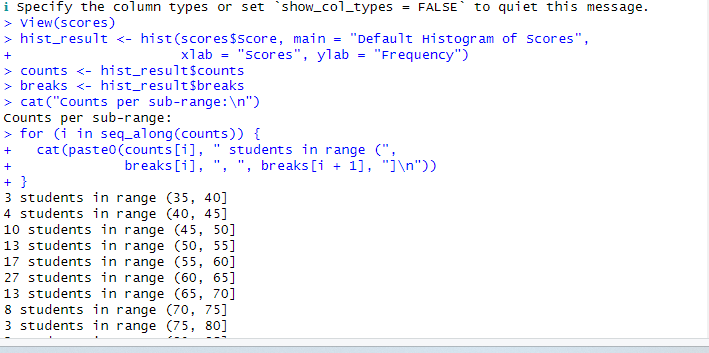 i Specify the column types or set `show_col_types = FALSE` to quiet this message.
> View(scores)
> hist_result <- hist(scores$Score, main = "Default Histogram of Scores",
+                     xlab = "Scores", ylab = "Frequency")
> counts <- hist_result$counts
> breaks <- hist_result$breaks
> cat("Counts per sub-range:\n")
Counts per sub-range:
> for (i in seq_along(counts)) {
+   cat(paste0(counts[i], " students in range (",
+              breaks[i], ", ", breaks[i + 1], "]\n"))
+ }
3 students in range (35, 40]
4 students in range (40, 45]
10 students in range (45, 50]
13 students in range (50, 55]
17 students in range (55, 60]
27 students in range (60, 65]
13 students in range (65, 70]
8 students in range (70, 75]
3 students in range (75, 80]